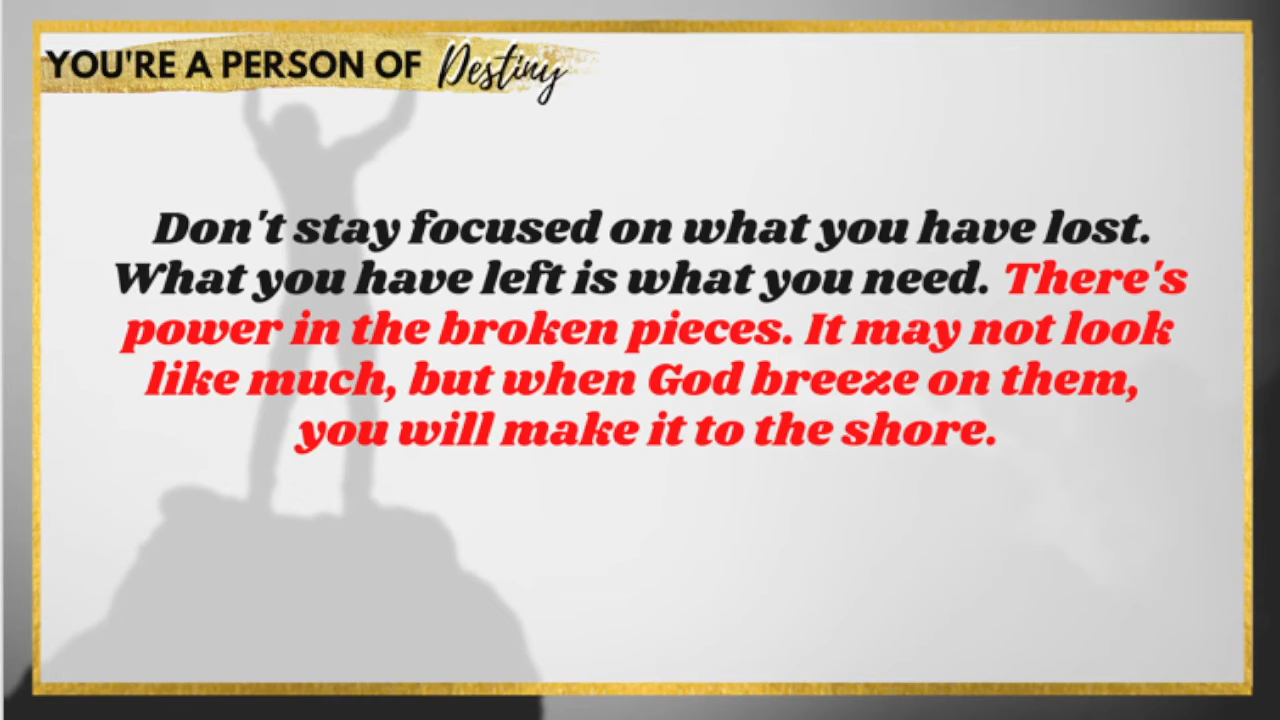 YOU'RE A PERSON OF Destiny
Don't stay focused on what you have lost.
What you have left is what you need. There's
power in the broken pieces. It may not look
like much, but when God breeze on them,
you will make it to the shore.